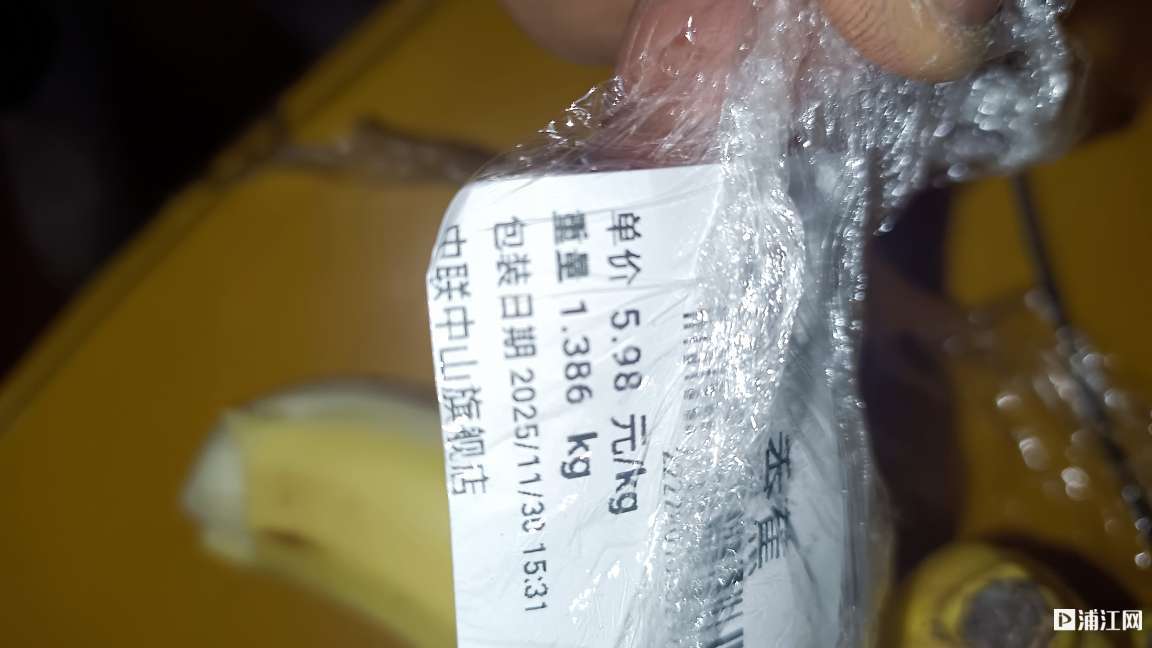 香蕉
单价 5.98 元/kg
重量 1.386 kg
包装日期 2025/11/30 15:31
中联中山旗舰店
浦江网